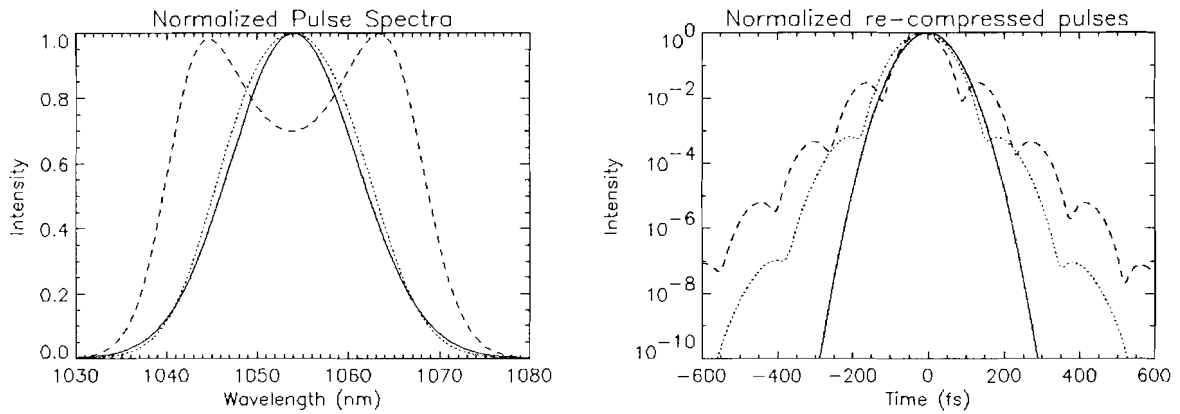 Normalized Pulse Spectra
1.0
0.8
0.6
0.4
0.2
0.0
Intensity
1030 1040 1050 1060 1070 1080
Wavelength (nm)
Normalized re-compressed pulses
10^0
10^-2
10^-4
10^-6
10^-8
10^-10
Intensity
-600 -400 -200 0 200 400 600
Time (fs)